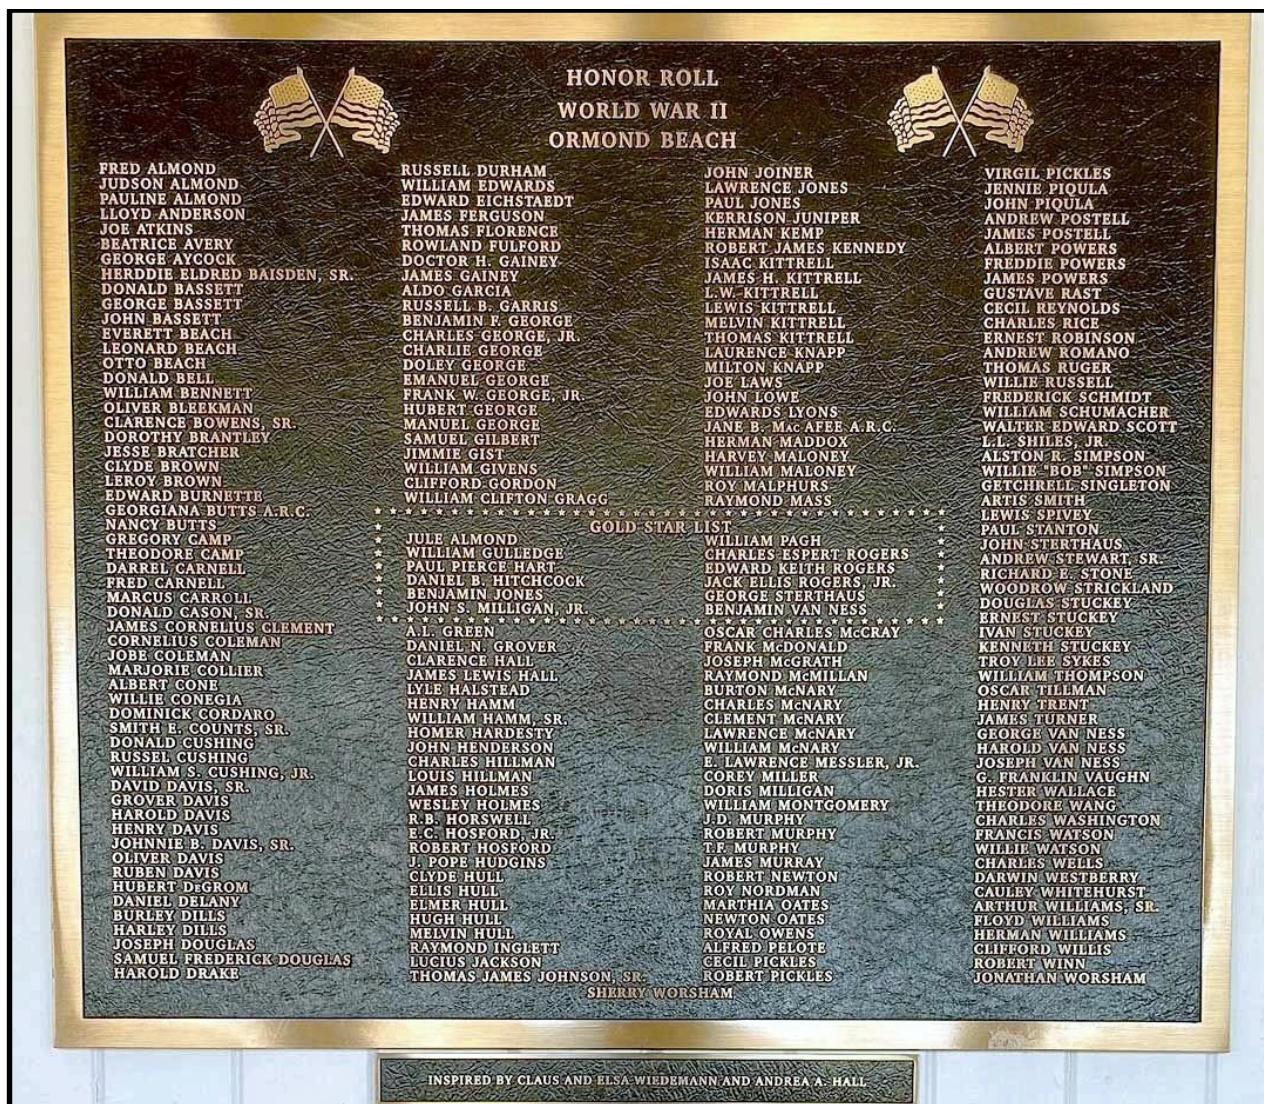 HONOR ROLL
WORLD WAR II
ORMOND BEACH
FRED ALMOND
JUDSON ALMOND
PAULINE ALMOND
LLOYD ANDERSON
JOE ATKINS
BEATRICE AVERY
GEORGE AYCOCK
HERDDIE ELDRED BAISDEN, SR.
DONALD BASSETT
GEORGE BASSETT
JOHN BASSETT
EVERETT BEACH
LEONARD BEACH
OTTO BEACH
DONALD BELL
WILLIAM BENNETT
OLIVER BLEEKMAN
CLARENCE BOWENS, SR.
DOROTHY BRANTLEY
JESSE BRATCHER
CLYDE BROWN
LEROY BROWN
EDWARD BURNETTE
GEORGIANA BUTTS A.R.C.
NANCY BUTTS
GREGORY CAMP
THEODORE CAMP
DARREL CARNELL
FRED CARNELL
MARCUS CARROLL
DONALD CASON, SR.
JAMES CORNELIUS CLEMENT
CORNELIUS COLEMAN
JOBE COLEMAN
MARJORIE COLLIER
ALBERT CONE
WILLIE CONEGIA
DOMINICK CORDARO
SMITH E. COUNTS, SR.
DONALD CUSHING
RUSSEL CUSHING
WILLIAM S. CUSHING, JR.
DAVID DAVIS, SR.
GROVER DAVIS
HAROLD DAVIS
HENRY DAVIS
JOHNNIE B. DAVIS, SR.
OLIVER DAVIS
RUBEN DAVIS
HUBERT DeGROM
DANIEL DELANY
BURLEY DILLS
HARLEY DILLS
JOSEPH DOUGLAS
SAMUEL FREDERICK DOUGLAS
HAROLD DRAKE
RUSSELL DURHAM
WILLIAM EDWARDS
EDWARD EICHSTAEDT
JAMES FERGUSON
THOMAS FLORENCE
ROWLAND FULFORD
DOCTOR H. GAINEY
JAMES GAINEY
ALDO GARCIA
RUSSELL B. GARRIS
BENJAMIN F. GEORGE
CHARLES GEORGE, JR.
CHARLIE GEORGE
DOLEY GEORGE
EMANUEL GEORGE
FRANK W. GEORGE, JR.
HUBERT GEORGE
MANUEL GEORGE
SAMUEL GILBERT
JIMMIE GIST
WILLIAM GIVENS
CLIFFORD GORDON
WILLIAM CLIFTON GRAGG
JOHN JOINER
LAWRENCE JONES
PAUL JONES
KERRISON JUNIPER
HERMAN KEMP
ROBERT JAMES KENNEDY
ISAAC KITTRELL
JAMES H. KITTRELL
L.W. KITTRELL
LEWIS KITTRELL
MELVIN KITTRELL
THOMAS KITTRELL
LAURENCE KNAPP
MILTON KNAPP
JOE LAWS
JOHN LOWE
EDWARDS LYONS
JANE B. Mac AFEE A.R.C.
HERMAN MADDOX
HARVEY MALONEY
WILLIAM MALONEY
ROY MALPHURS
RAYMOND MASS
GOLD STAR LIST
JULE ALMOND
WILLIAM GULLEDGE
PAUL PIERCE HART
DANIEL B. HITCHCOCK
BENJAMIN JONES
JOHN S. MILLIGAN, JR.
WILLIAM PAGH
CHARLES ESPERT ROGERS
EDWARD KEITH ROGERS
JACK ELLIS ROGERS, JR.
GEORGE STERTHAUS
BENJAMIN VAN NESS
A.L. GREEN
DANIEL N. GROVER
CLARENCE HALL
JAMES LEWIS HALL
LYLE HALSTEAD
HENRY HAMM
WILLIAM HAMM, SR.
HOMER HARDESTY
JOHN HENDERSON
CHARLES HILLMAN
LOUIS HILLMAN
JAMES HOLMES
WESLEY HOLMES
R.B. HORSWELL
E.C. HOSFORD, JR.
ROBERT HOSFORD
J. POPE HUDGINS
CLYDE HULL
ELLIS HULL
ELMER HULL
HUGH HULL
MELVIN HULL
RAYMOND INGLETT
LUCIUS JACKSON
THOMAS JAMES JOHNSON, SR.
OSCAR CHARLES McCRAY
FRANK McDONALD
JOSEPH McGRATH
RAYMOND McMILLAN
BURTON McNARY
CHARLES McNARY
CLEMENT McNARY
LAWRENCE McNARY
WILLIAM McNARY
E. LAWRENCE MESSLER, JR.
COREY MILLER
DORIS MILLIGAN
WILLIAM MONTGOMERY
J.D. MURPHY
ROBERT MURPHY
T.F. MURPHY
JAMES MURRAY
ROBERT NEWTON
ROY NORDMAN
MARTHIA OATES
NEWTON OATES
ROYAL OWENS
ALFRED PELOTE
CECIL PICKLES
ROBERT PICKLES
VIRGIL PICKLES
JENNIE PIQULA
JOHN PIQULA
ANDREW POSTELL
JAMES POSTELL
ALBERT POWERS
FREDDIE POWERS
JAMES POWERS
GUSTAVE RAST
CECIL REYNOLDS
CHARLES RICE
ERNEST ROBINSON
ANDREW ROMANO
THOMAS RUGER
WILLIE RUSSELL
FREDERICK SCHMIDT
WILLIAM SCHUMACHER
WALTER EDWARD SCOTT
L.L. SHILES, JR.
ALSTON R. SIMPSON
WILLIE "BOB" SIMPSON
GETCHRELL SINGLETON
ARTIS SMITH
LEWIS SPIVEY
PAUL STANTON
JOHN STERTHAUS
ANDREW STEWART, SR.
RICHARD E. STONE
WOODROW STRICKLAND
DOUGLAS STUCKEY
ERNEST STUCKEY
IVAN STUCKEY
KENNETH STUCKEY
TROY LEE SYKES
WILLIAM THOMPSON
OSCAR TILLMAN
HENRY TRENT
JAMES TURNER
GEORGE VAN NESS
HAROLD VAN NESS
JOSEPH VAN NESS
G. FRANKLIN VAUGHN
HESTER WALLACE
THEODORE WANG
CHARLES WASHINGTON
FRANCIS WATSON
WILLIE WATSON
CHARLES WELLS
DARWIN WESTBERRY
CAULEY WHITEHURST
ARTHUR WILLIAMS, SR.
FLOYD WILLIAMS
HERMAN WILLIAMS
CLIFFORD WILLIS
ROBERT WINN
JONATHAN WORSHAM
SHERRY WORSHAM
INSPIRED BY CLAUS AND ELSA WIEDEMANN AND ANDREA A. HALL